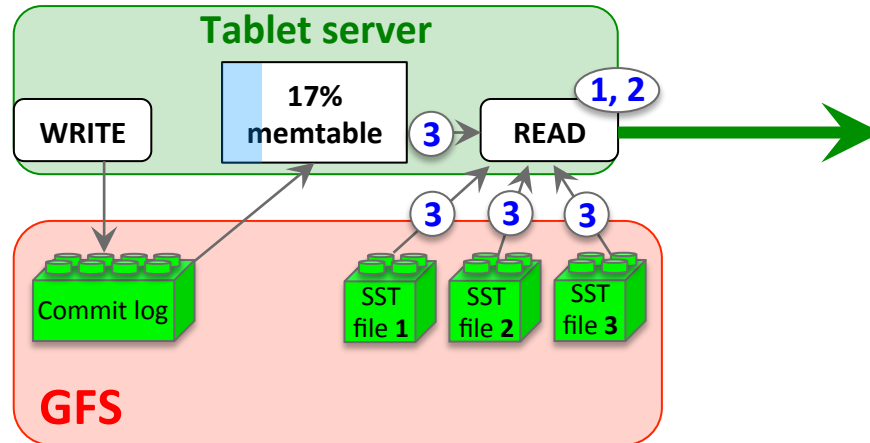 Tablet server
1, 2
17%
memtable
WRITE
3
READ
3
3
3
Commit log
SST
file 1
SST
file 2
SST
file 3
GFS